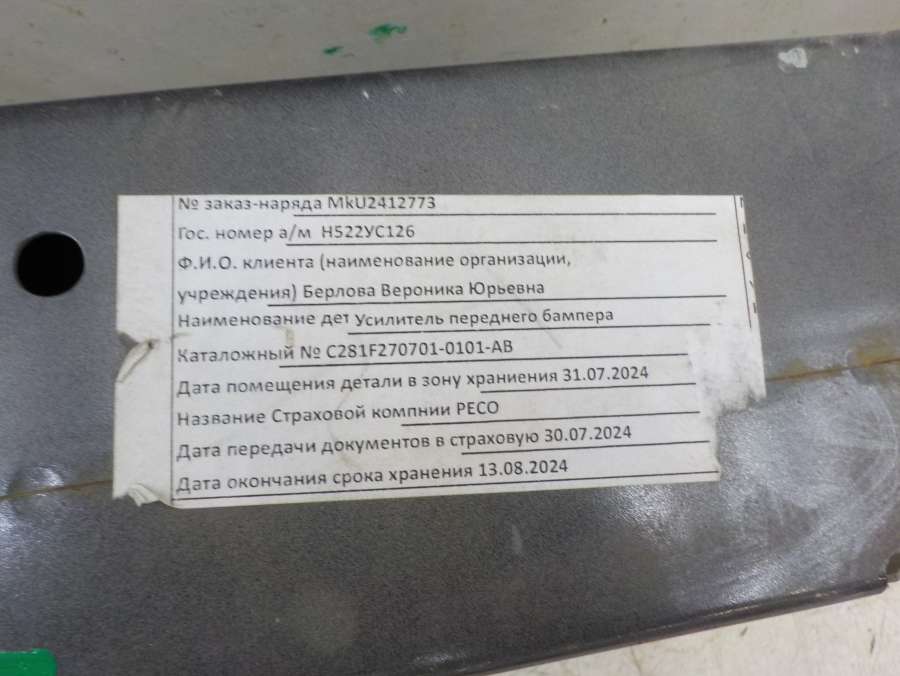 № заказ-наряда MkU2412773
Гос. номер а/м Н522УС126
Ф.И.О. клиента (наименование организации,
учреждения) Берлова Вероника Юрьевна
Наименование дет Усилитель переднего бампера
Каталожный № C281F270701-0101-AB
Дата помещения детали в зону храниения 31.07.2024
Название Страховой компнии РЕСО
Дата передачи документов в страховую 30.07.2024
Дата окончания срока хранения 13.08.2024